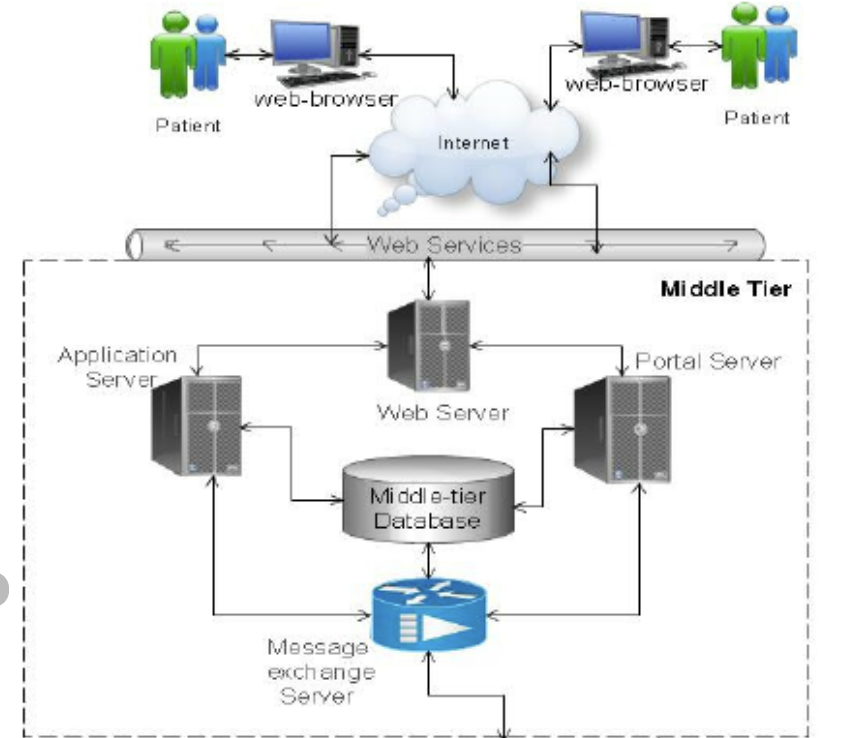 web-browser
web-browser
Patient
Patient
Internet
Web Services
Middle Tier
Application
Server
Portal Server
Web Server
Middle-tier
Database
Message
exchange
Server